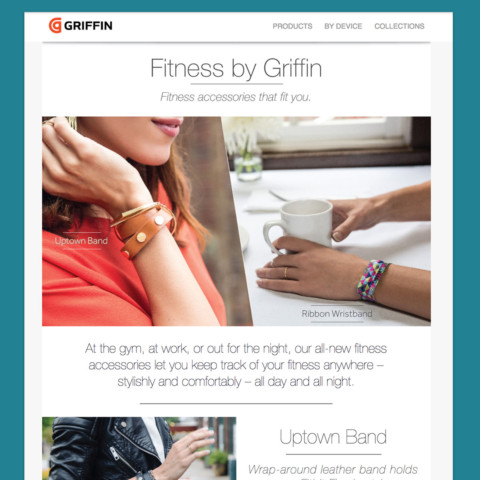 GRIFFIN
PRODUCTS BY DEVICE COLLECTIONS
Fitness by Griffin
Fitness accessories that fit you.
Uptown Band
Ribbon Wristband
At the gym, at work, or out for the night, our all-new fitness
accessories let you keep track of your fitness anywhere –
stylishly and comfortably – all day and all night.
Uptown Band
Wrap-around leather band holds